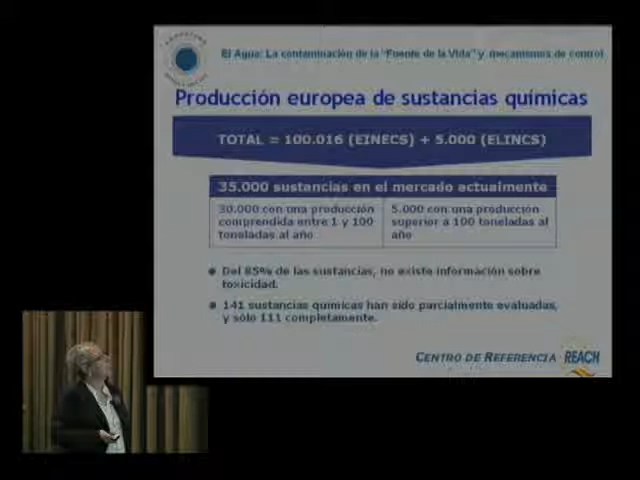 El Agua: La contaminación de la "Fuente de la Vida" y mecanismos de control
Producción europea de sustancias químicas
TOTAL = 100.016 (EINECS) + 5.000 (ELINCS)
35.000 sustancias en el mercado actualmente
30.000 con una producción
comprendida entre 1 y 100
toneladas al año
5.000 con una producción
superior a 100 toneladas al
año
Del 85% de las sustancias, no existe información sobre
toxicidad.
141 sustancias quimicas han sido parcialmente evaluadas,
y sólo 111 completamente.
CENTRO DE REFERENCIA REACH